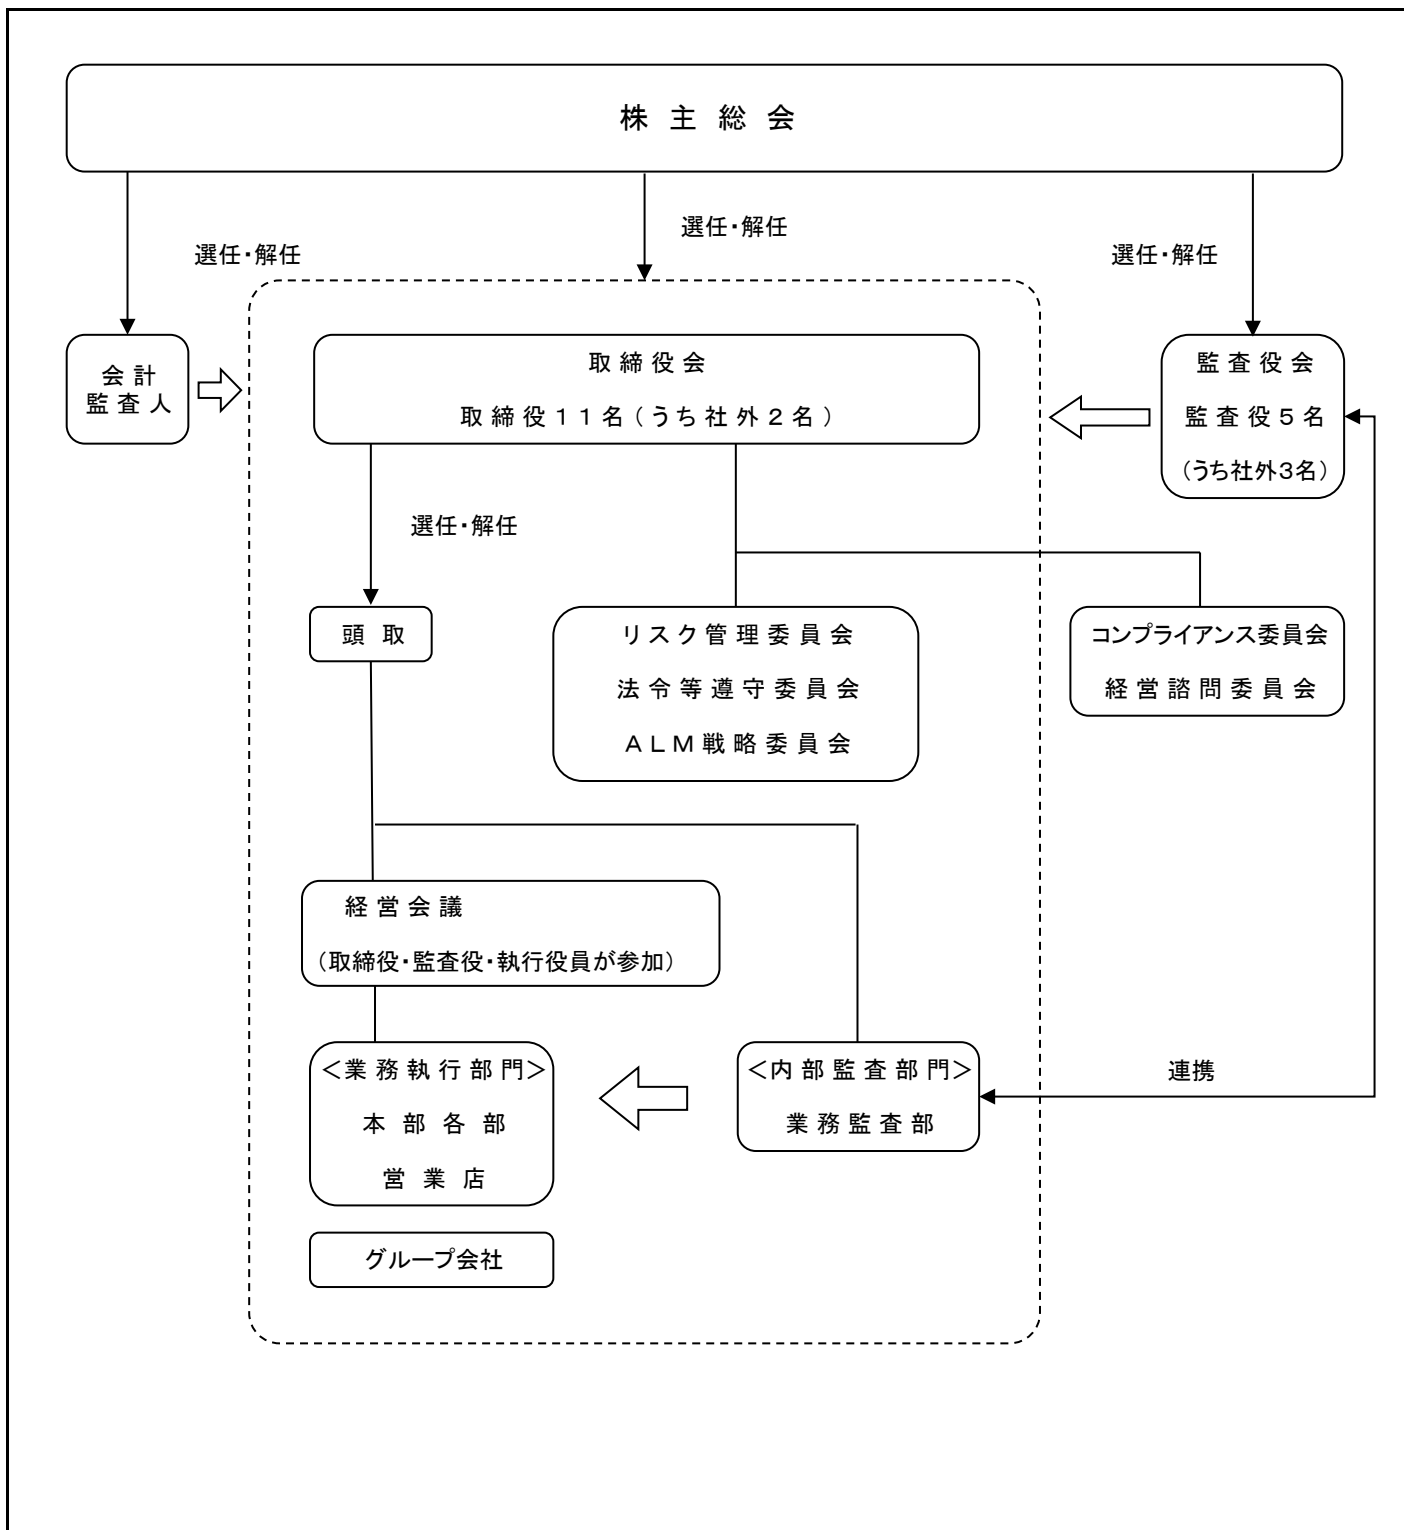 株主総会
選任・解任
選任・解任
選任・解任
会計
監査人
取締役会
取締役11名(うち社外2名)
監査役会
監査役5名
(うち社外3名)
選任・解任
頭取
リスク管理委員会
法令等遵守委員会
ALM戦略委員会
コンプライアンス委員会
経営諮問委員会
経営会議
(取締役・監査役・執行役員が参加)
<業務執行部門>
本部各部
営業店
<内部監査部門>
業務監査部
連携
グループ会社